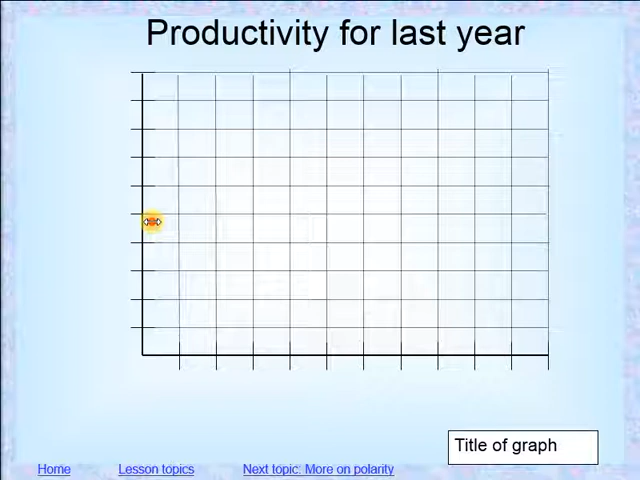 Productivity for last year
Title of graph
Home Lesson topics Next topic: More on polarity